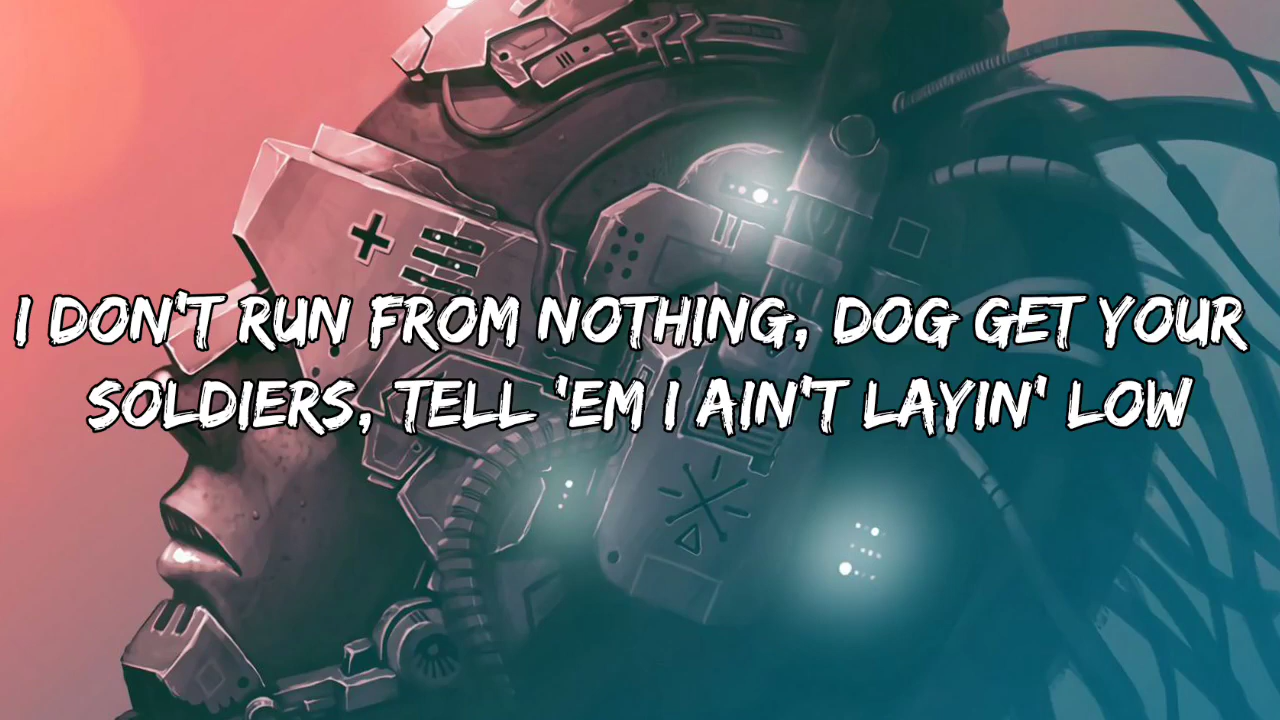 I DON'T RUN FROM NOTHING, DOG GET YOUR
SOLDIERS, TELL 'EM I AIN'T LAYIN' LOW